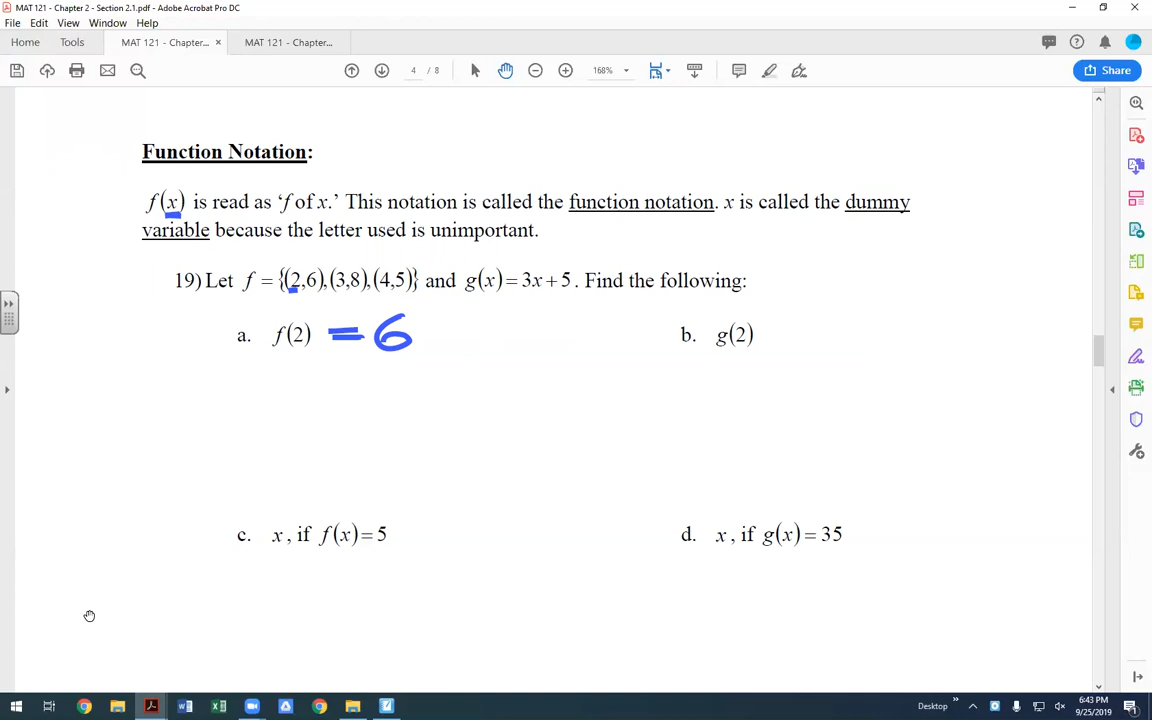 MAT 121 - Chapter 2 - Section 2.1.pdf - Adobe Acrobat Pro DC
File Edit View Window Help
Home Tools MAT 121 - Chapter... × MAT 121 - Chapter...
4 / 8 168% Share
Function Notation:
f(x) is read as ‘f of x.’ This notation is called the function notation. x is called the dummy
variable because the letter used is unimportant.
19) Let f = {(2,6),(3,8),(4,5)} and g(x)= 3x + 5. Find the following:
a. f(2) = 6 b. g(2)
c. x, if f(x)= 5 d. x, if g(x)= 35
Desktop » 6:43 PM
9/25/2019